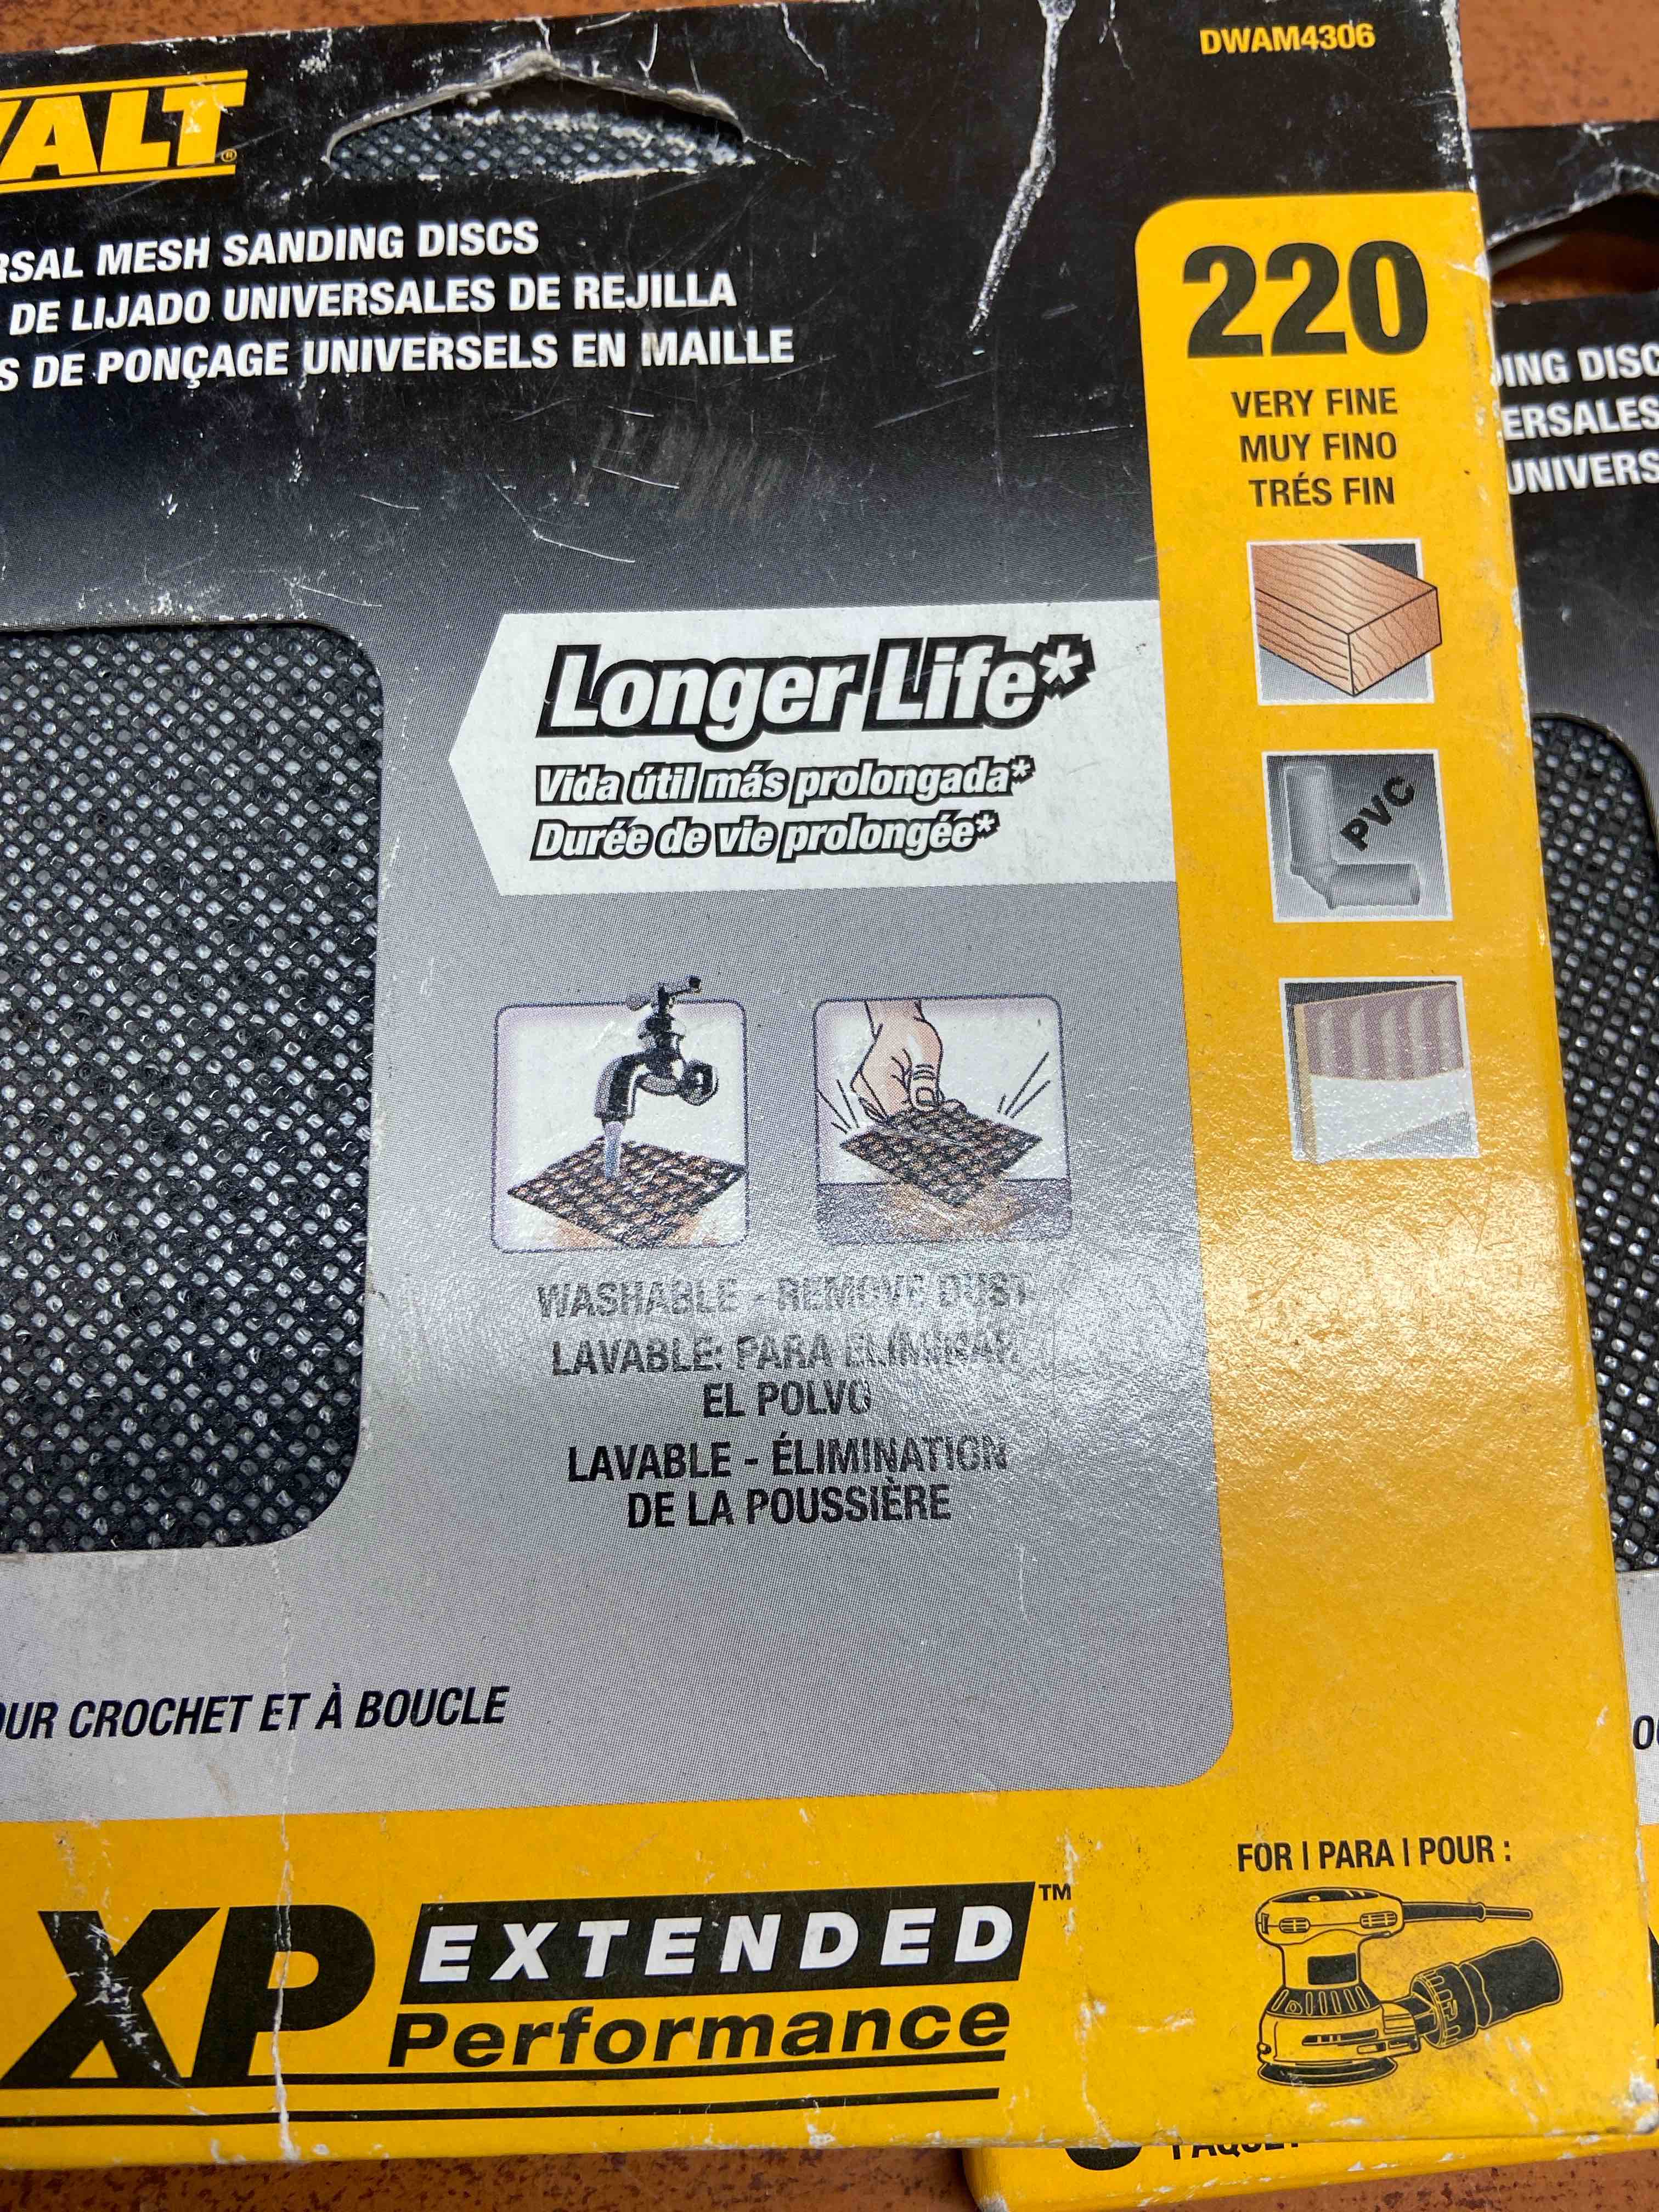 DWAM4306
WALT®
RSAL MESH SANDING DISCS
DE LIJADO UNIVERSALES DE REJILLA
S DE PONÇAGE UNIVERSELS EN MAILLE
220
VERY FINE
MUY FINO
TRÉS FIN
PVC
Longer Life*
Vida útil más prolongada*
Durée de vie prolongée*
WASHABLE - REMOVE DUST
LAVABLE: PARA ELIMINAR
EL POLVO
LAVABLE - ÉLIMINATION
DE LA POUSSIÈRE
OUR CROCHET ET À BOUCLE
XP EXTENDED™
Performance
FOR | PARA | POUR :
ING DISC
ERSALES
UNIVERS